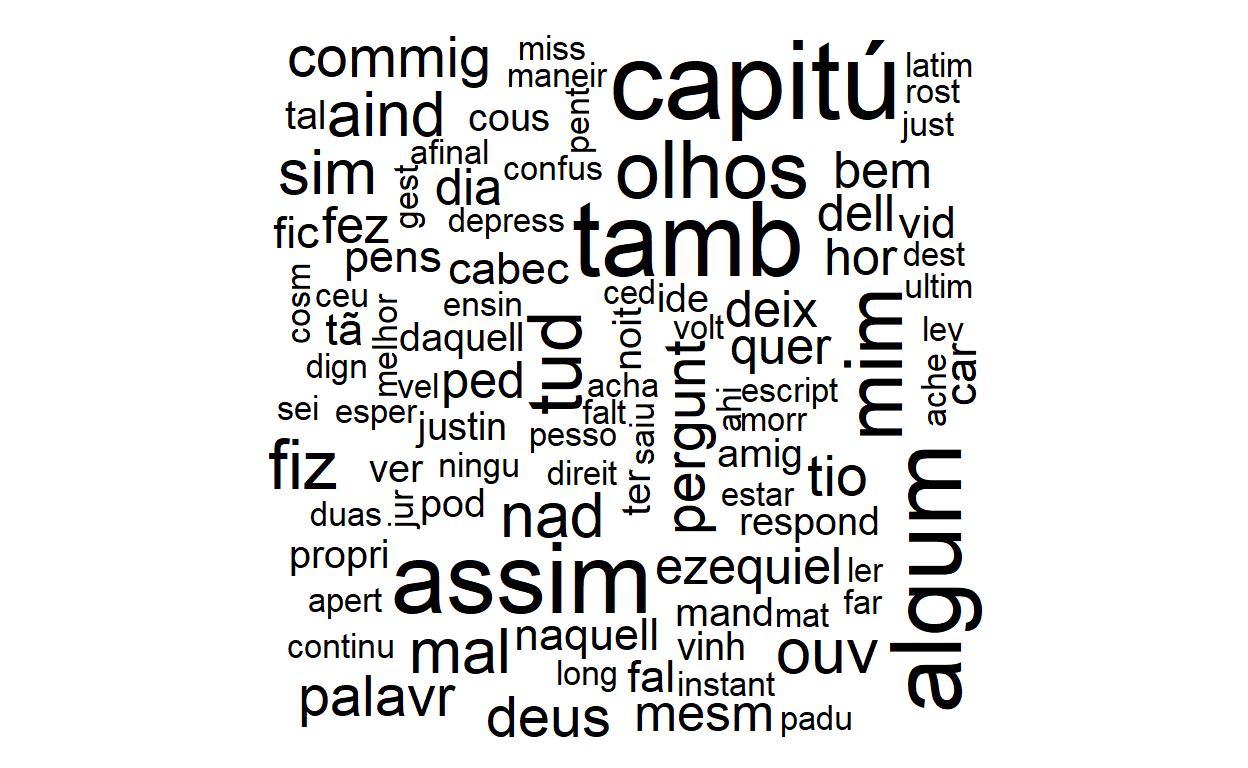 commig
miss
maneir
capitú
latim
rost
just
tal
aind
cous
pent
afinal
sim
gest
dia
confus
olhos
bem
fic
fez
depress
tamb
dell
vid
pens
cabec
hor
dest
ultim
cosm
ceu
tã
melhor
ensin
daquell
tud
ced
ide
noit
volt
deix
quer
mim
lev
car
ache
dign
vel
ped
acha
falt
pergunt
ahi
escript
morr
sei
esper
justin
pesso
saiu
amig
fiz
ver
ningu
direit
ter
estar
tio
algum
duas
jur
pod
nad
respond
propri
assim
ezequiel
ler
apert
mand
mat
far
continu
mal
naquell
vinh
ouv
long
fal
instant
palavr
deus
mesm
padu